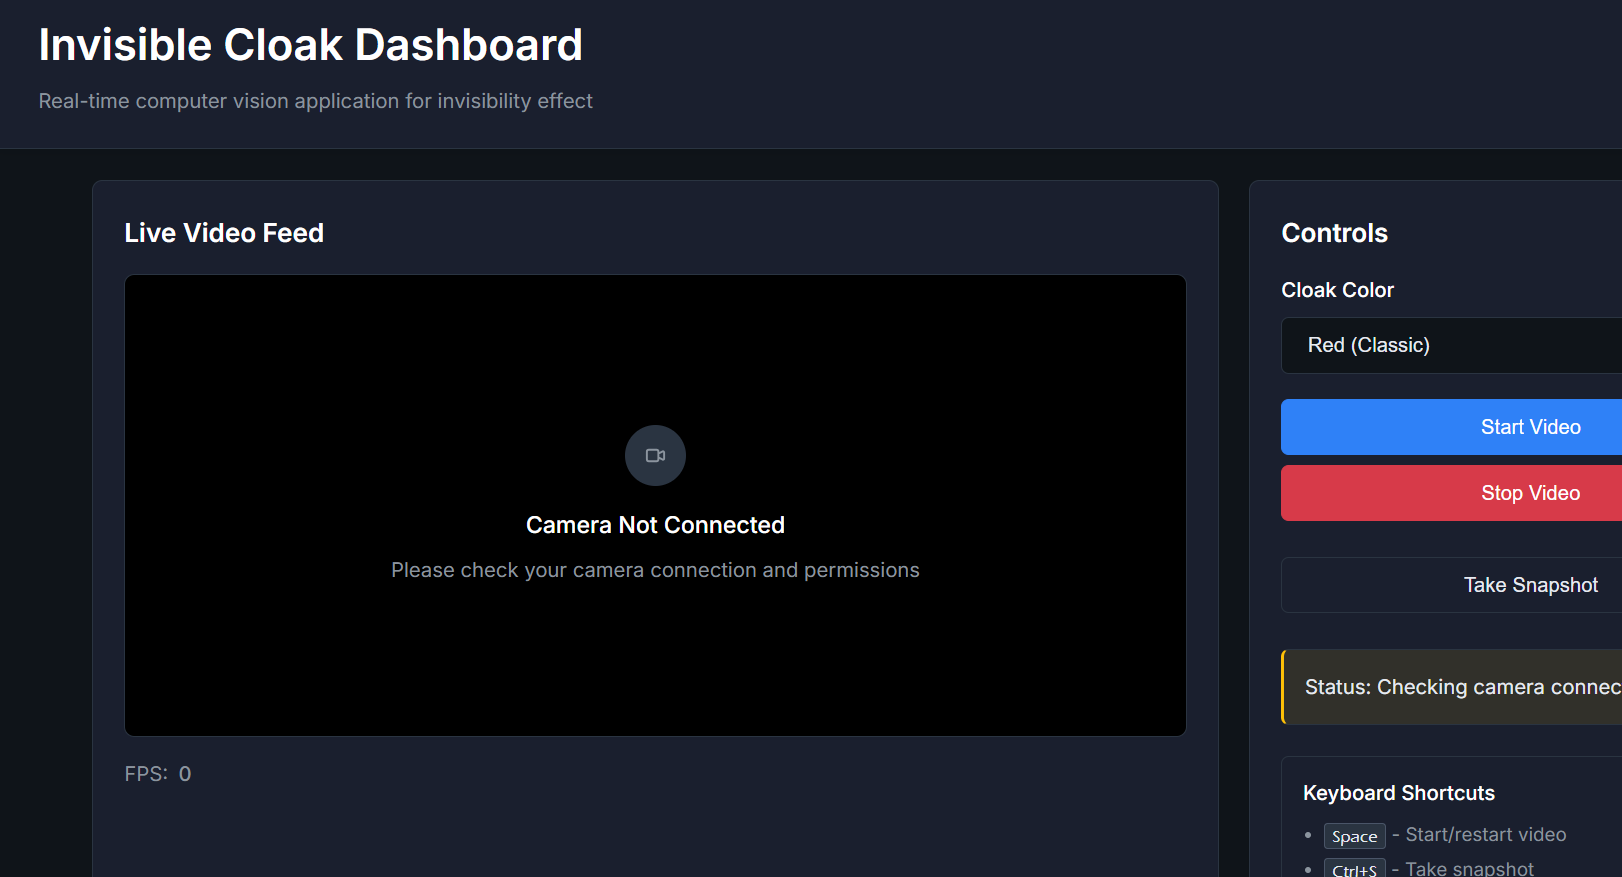 Invisible Cloak Dashboard
Real-time computer vision application for invisibility effect
Live Video Feed
Camera Not Connected
Please check your camera connection and permissions
FPS: 0
Controls
Cloak Color
Red (Classic)
Start Video
Stop Video
Take Snapshot
Status: Checking camera connec
Keyboard Shortcuts
• Space - Start/restart video
• Ctrl+S - Take snapshot